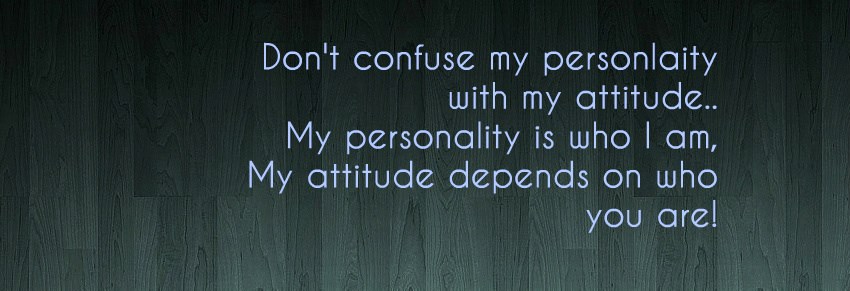 Don't confuse my personlaity
with my attitude..
My personality is who I am,
My attitude depends on who
you are!